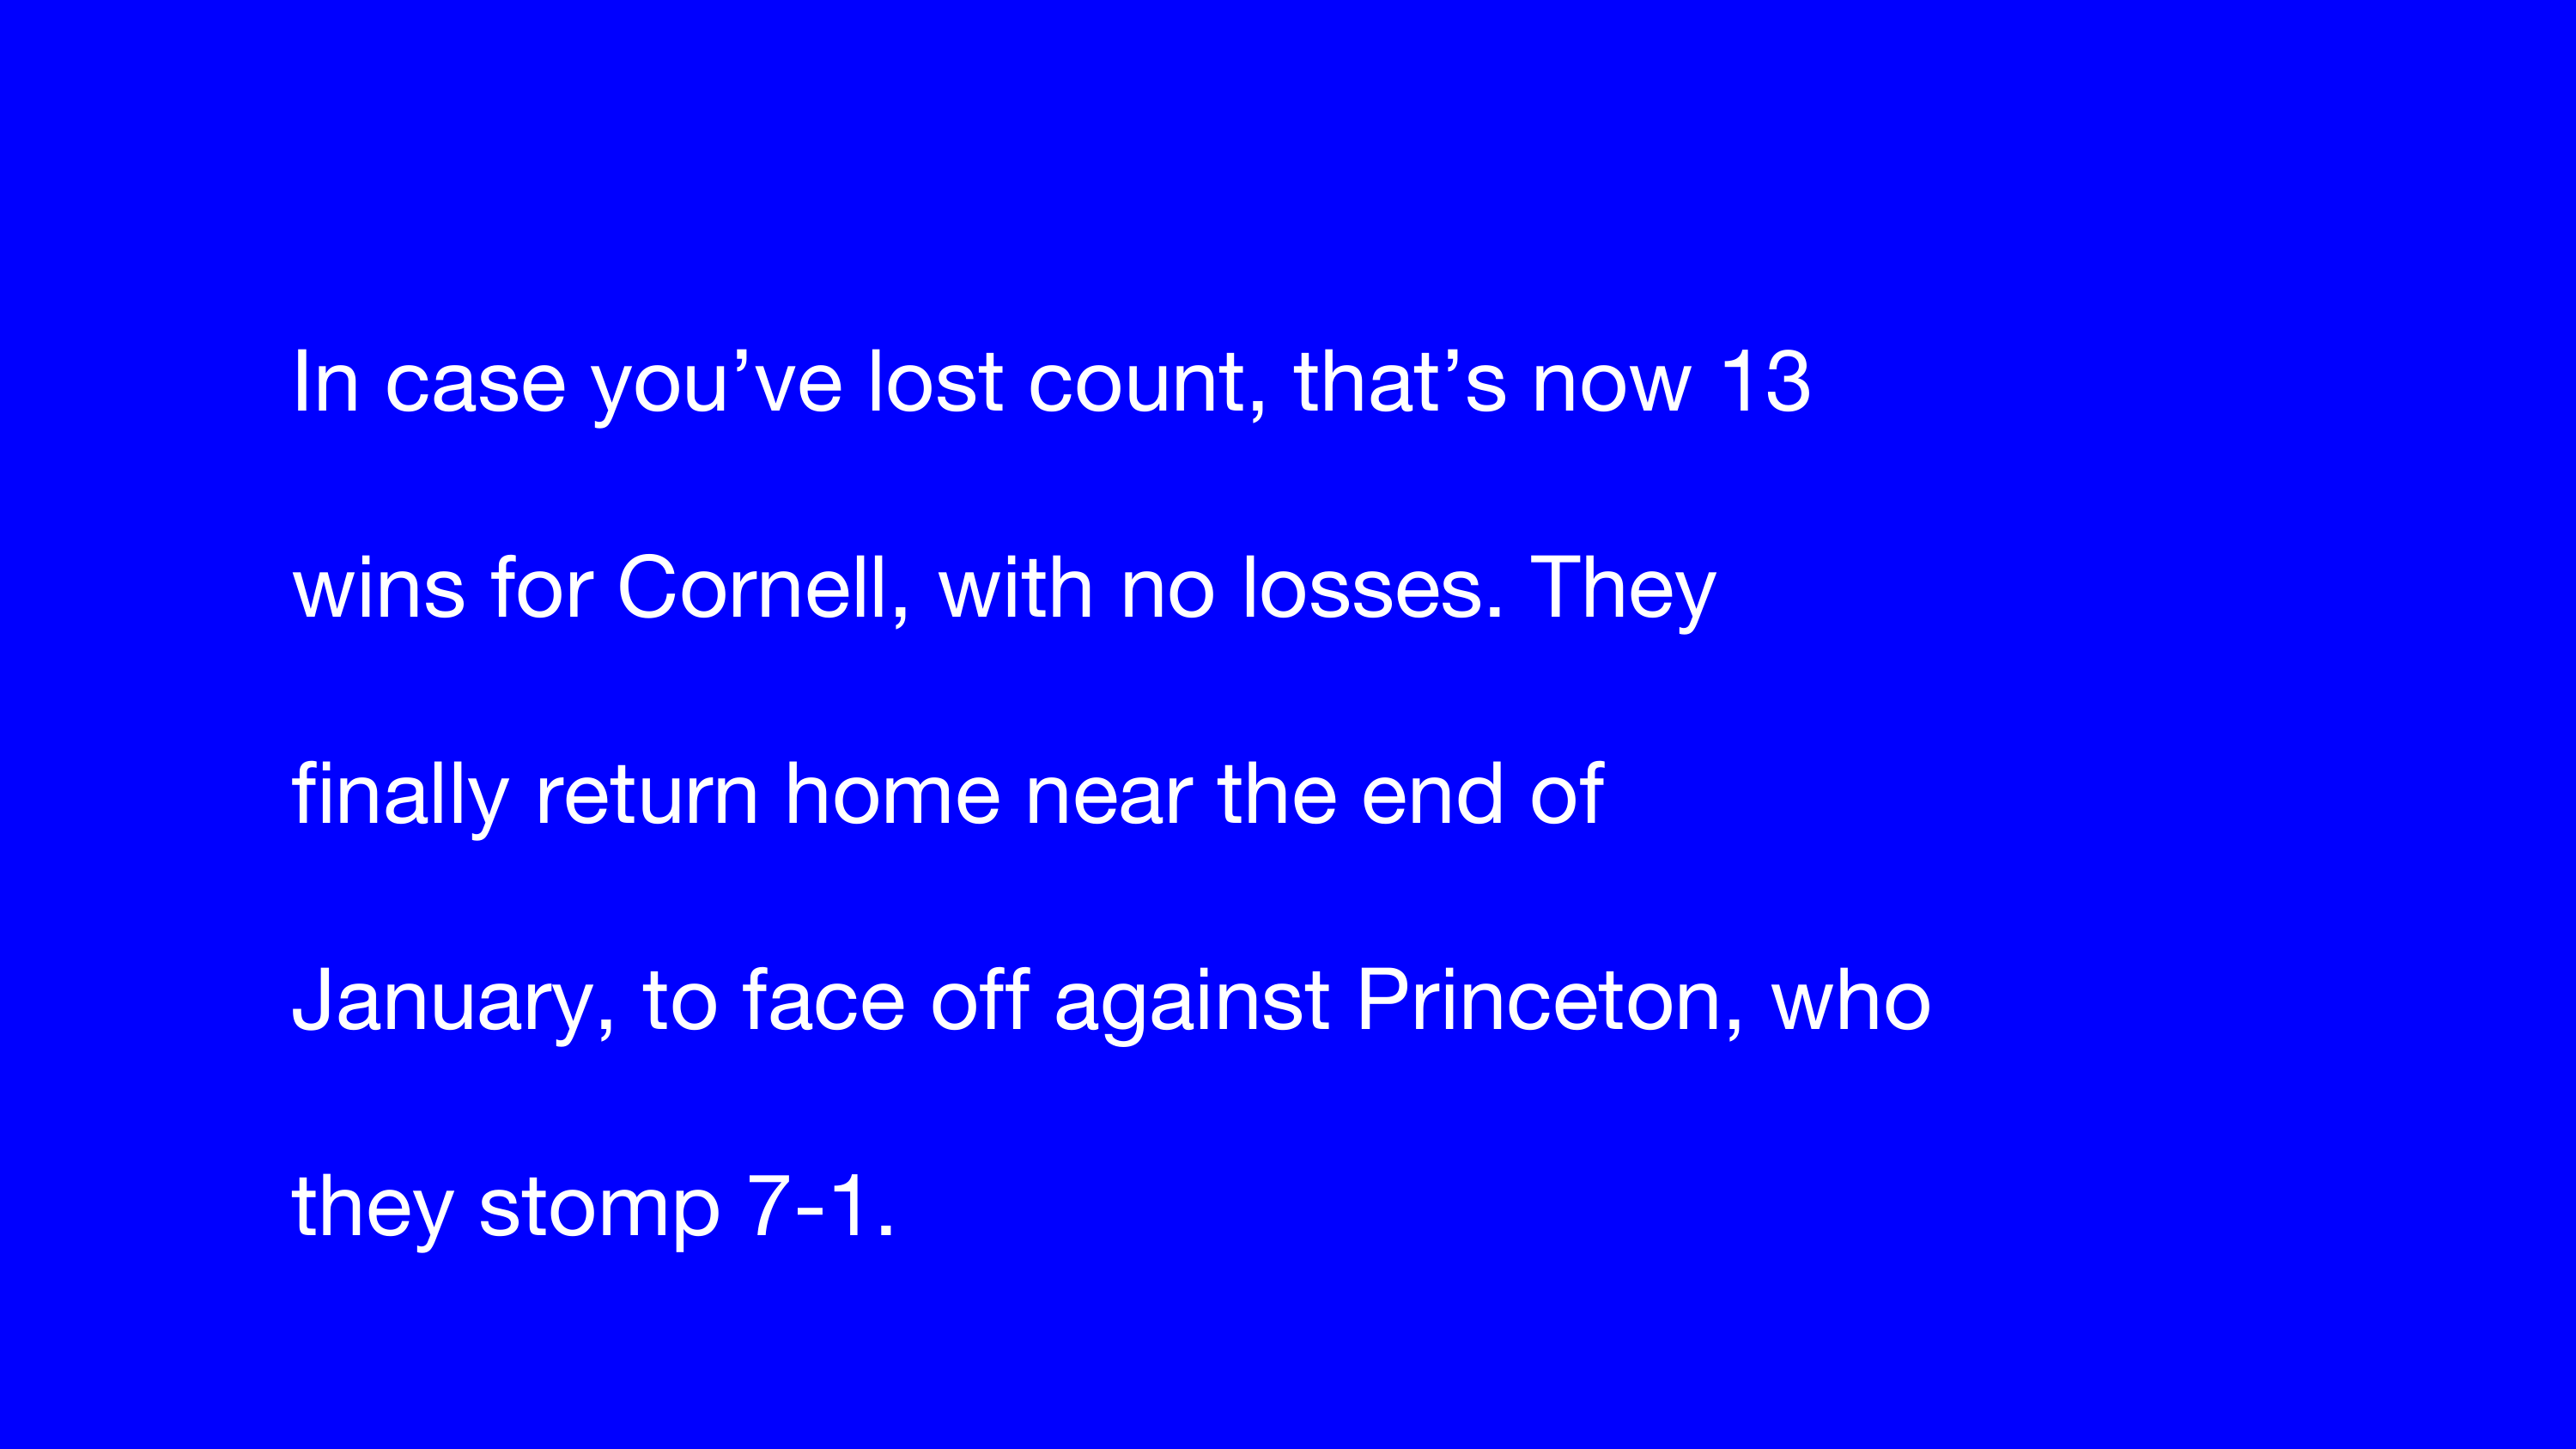 In case you’ve lost count, that’s now 13
wins for Cornell, with no losses. They
finally return home near the end of
January, to face off against Princeton, who
they stomp 7-1.